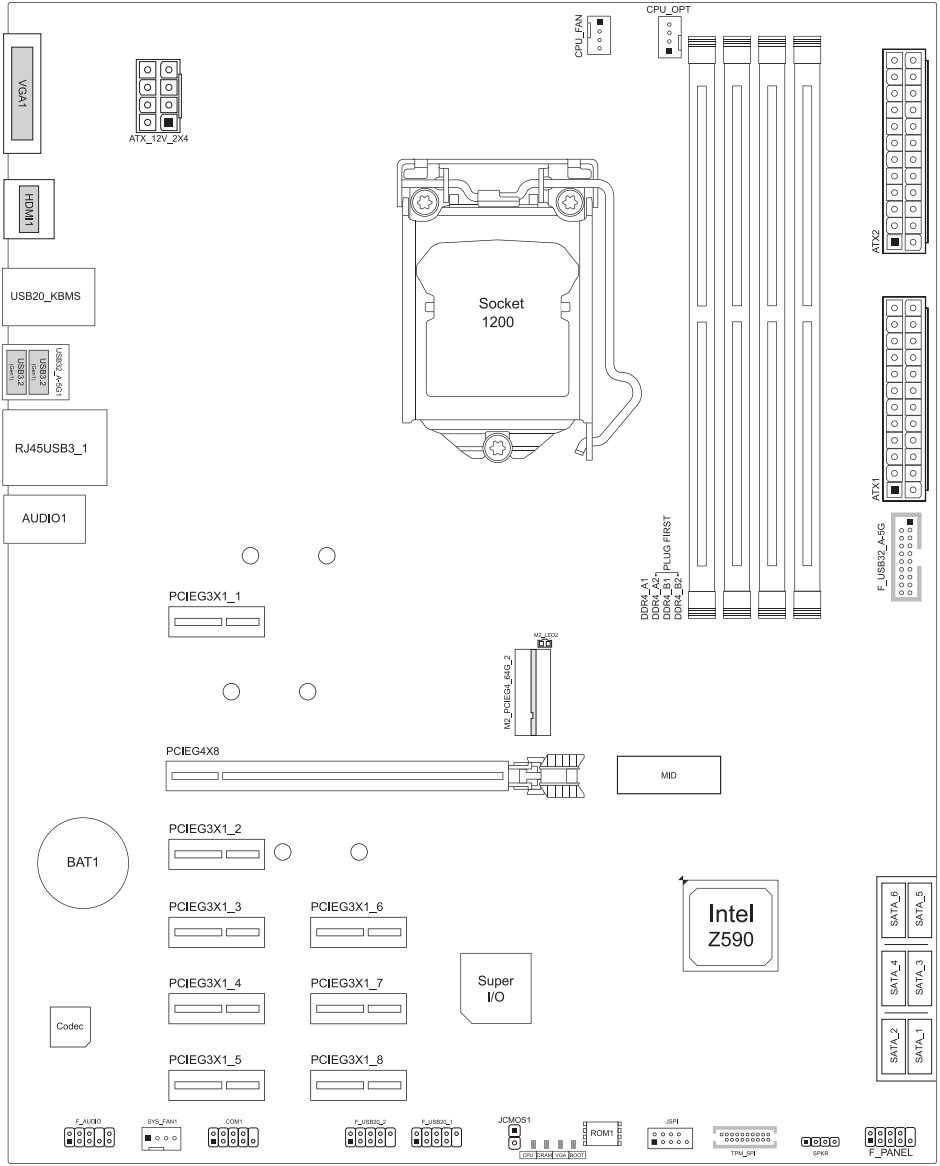 CPU_FAN
CPU_OPT
VGA1
ATX_12V_2X4
HDMI1
ATX2
USB20_KBMS
Socket
1200
USB32_A-5G1
USB3.2
(Gen1)
USB3.2
(Gen1)
RJ45USB3_1
ATX1
AUDIO1
F_USB32_A-5G
PLUG FIRST
DDR4_A1
DDR4_A2
DDR4_B1
DDR4_B2
PCIEG3X1_1
M2_LED2
M2_PCIEG4_64G_2
PCIEG4X8
MID
PCIEG3X1_2
BAT1
PCIEG3X1_3
PCIEG3X1_6
Intel
Z590
SATA_6
SATA_5
SATA_4
SATA_3
PCIEG3X1_4
PCIEG3X1_7
Super
I/O
Codec
SATA_2
SATA_1
PCIEG3X1_5
PCIEG3X1_8
F_AUDIO
SYS_FAN1
COM1
F_USB20_2
F_USB20_1
JCMOS1
CPU DRAM VGA BOOT
ROM1
JSPI
TPM_SPI
SPKR
F_PANEL